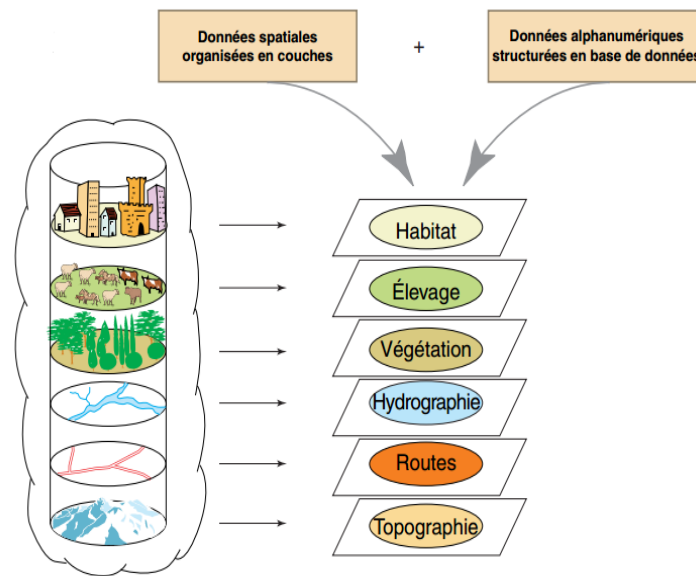 Données spatiales
organisées en couches
+
Données alphanumériques
structurées en base de données
Habitat
Élevage
Végétation
Hydrographie
Routes
Topographie